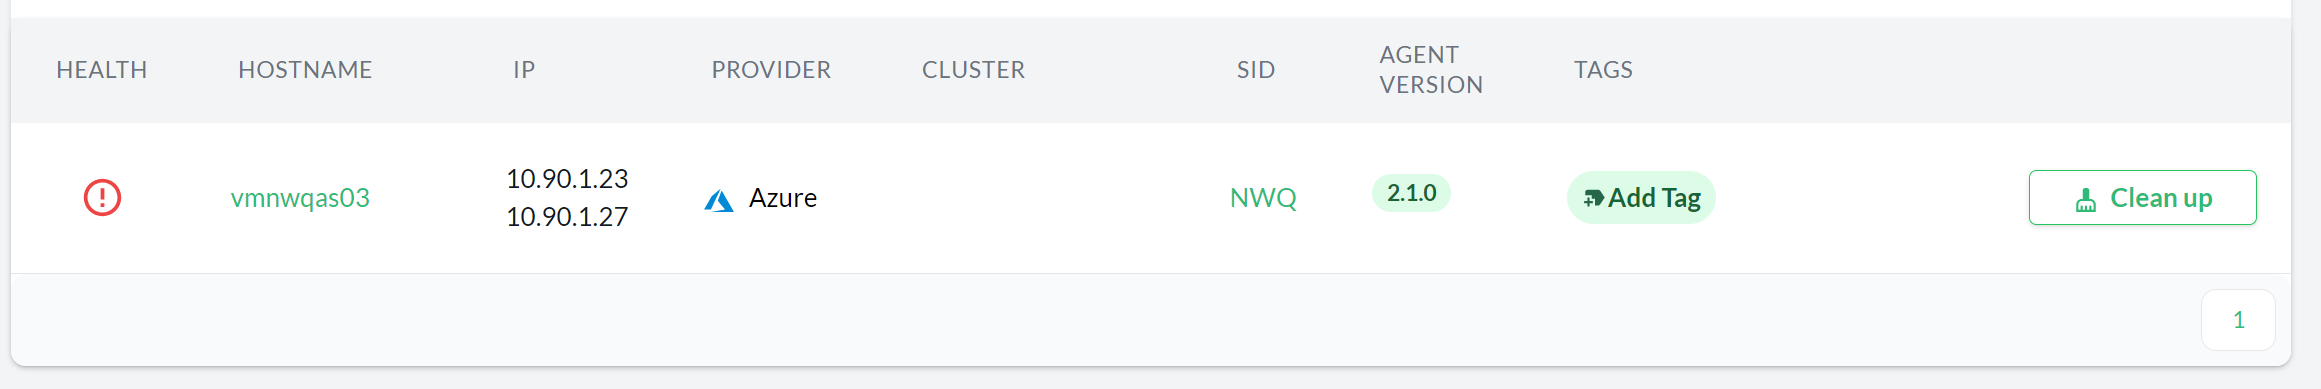 HEALTH HOSTNAME IP PROVIDER CLUSTER SID AGENT VERSION TAGS
10.90.1.23
vmnwqas03 Azure NWQ 2.1.0 Add Tag Clean up
10.90.1.27
1